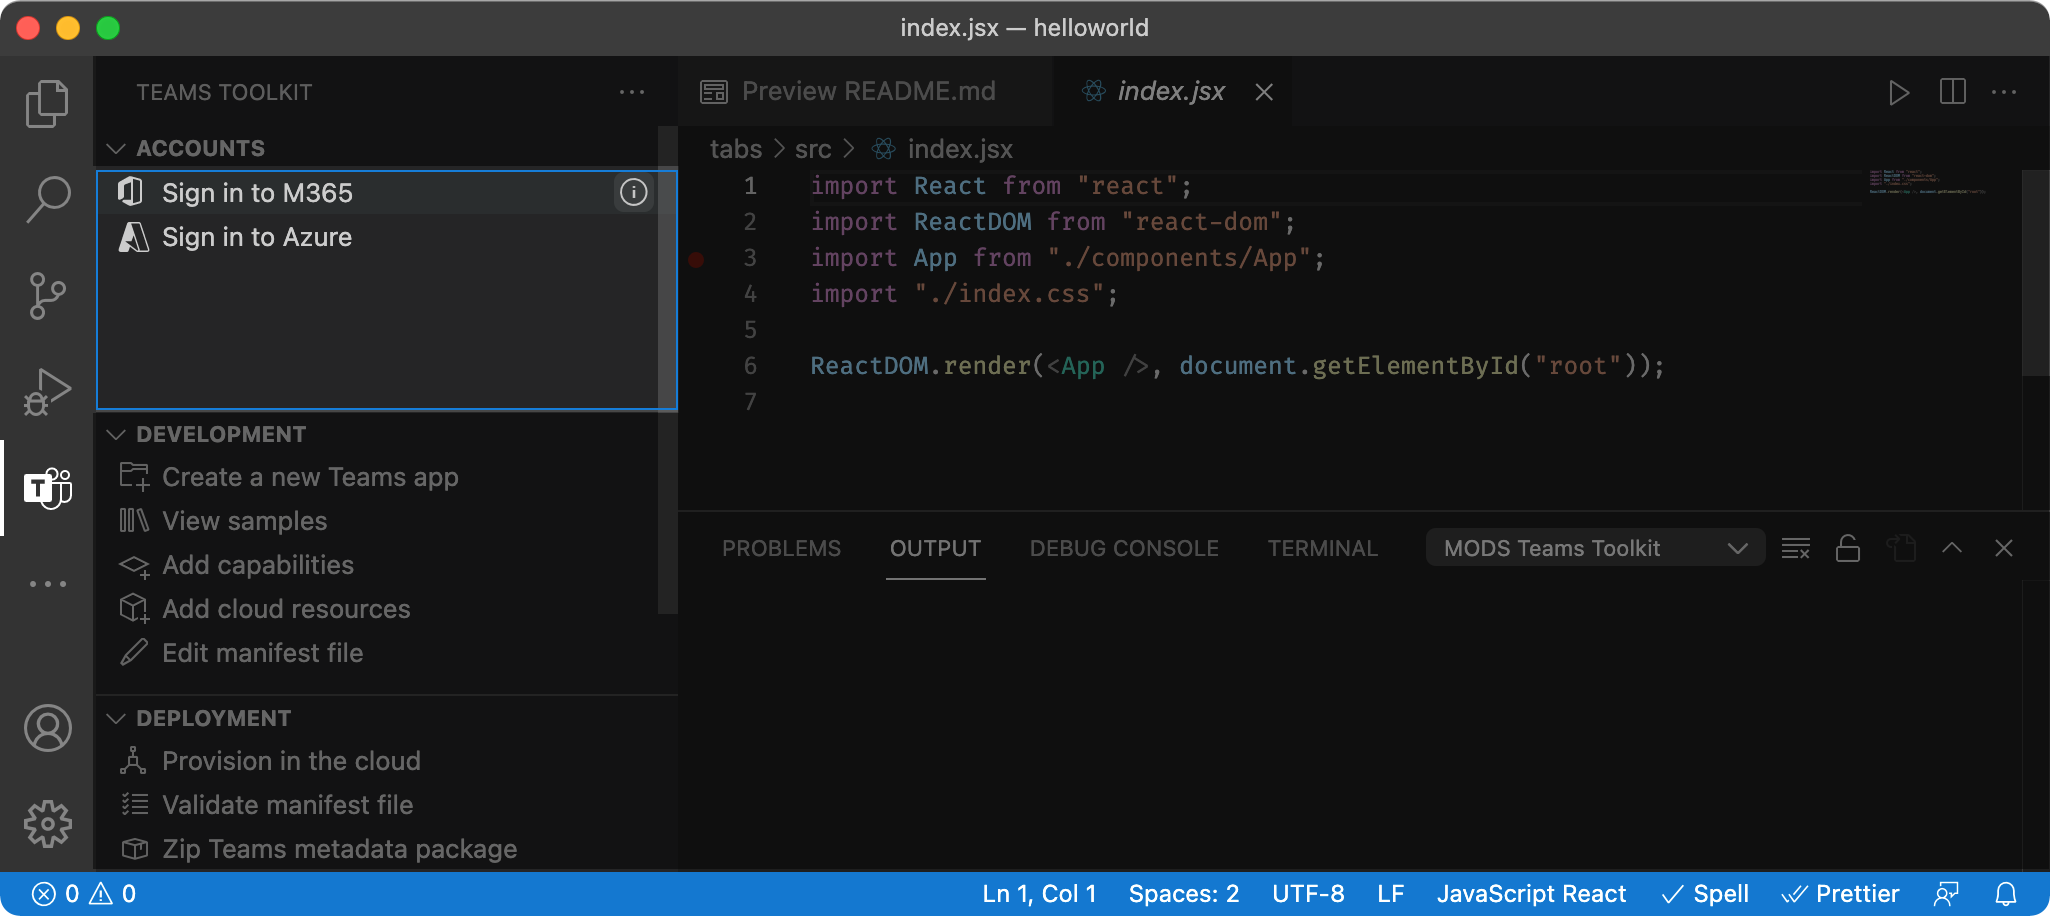 index.jsx — helloworld
TEAMS TOOLKIT
ACCOUNTS
Sign in to M365
Sign in to Azure
DEVELOPMENT
Create a new Teams app
View samples
Add capabilities
Add cloud resources
Edit manifest file
DEPLOYMENT
Provision in the cloud
Validate manifest file
Zip Teams metadata package
Preview README.md
index.jsx
tabs > src > index.jsx
1 import React from "react";
2 import ReactDOM from "react-dom";
3 import App from "./components/App";
4 import "./index.css";
5
6 ReactDOM.render(<App />, document.getElementById("root"));
7
PROBLEMS OUTPUT DEBUG CONSOLE TERMINAL MODS Teams Toolkit
0 0 Ln 1, Col 1 Spaces: 2 UTF-8 LF JavaScript React Spell Prettier